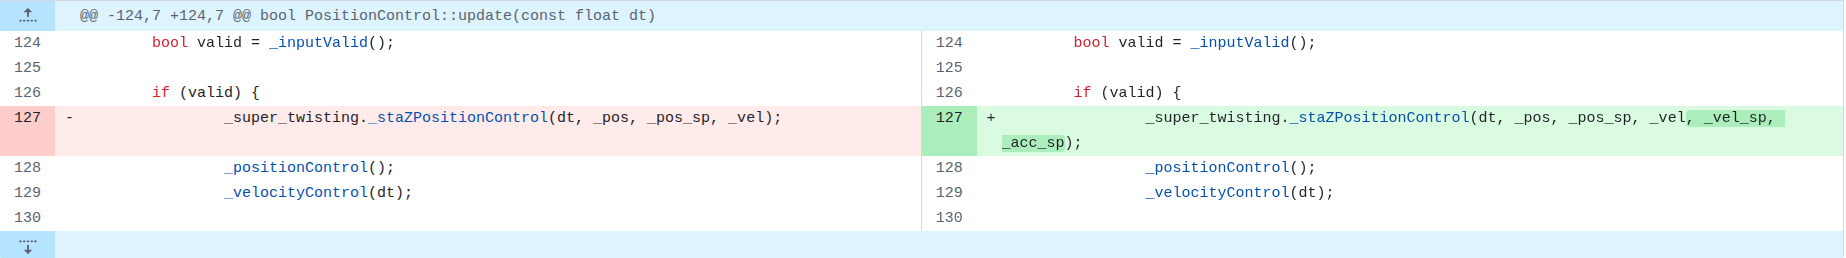 @@ -124,7 +124,7 @@ bool PositionControl::update(const float dt)
124 bool valid = _inputValid();
125
126 if (valid) {
127 - _super_twisting._staZPositionControl(dt, _pos, _pos_sp, _vel);
128 _positionControl();
129 _velocityControl(dt);
130
124 bool valid = _inputValid();
125
126 if (valid) {
127 + _super_twisting._staZPositionControl(dt, _pos, _pos_sp, _vel, _vel_sp,
_acc_sp);
128 _positionControl();
129 _velocityControl(dt);
130